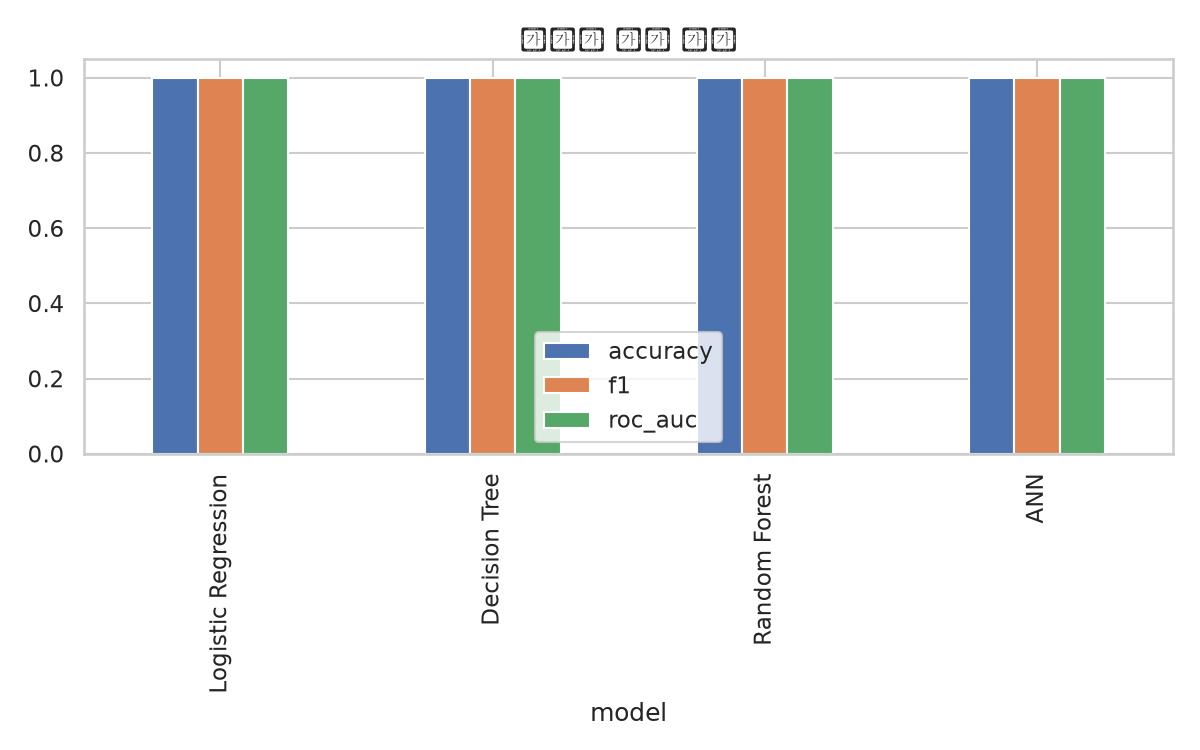 1.0
0.8
0.6
0.4
0.2
0.0
accuracy
f1
roc_auc
Logistic Regression
Decision Tree
Random Forest
ANN
model